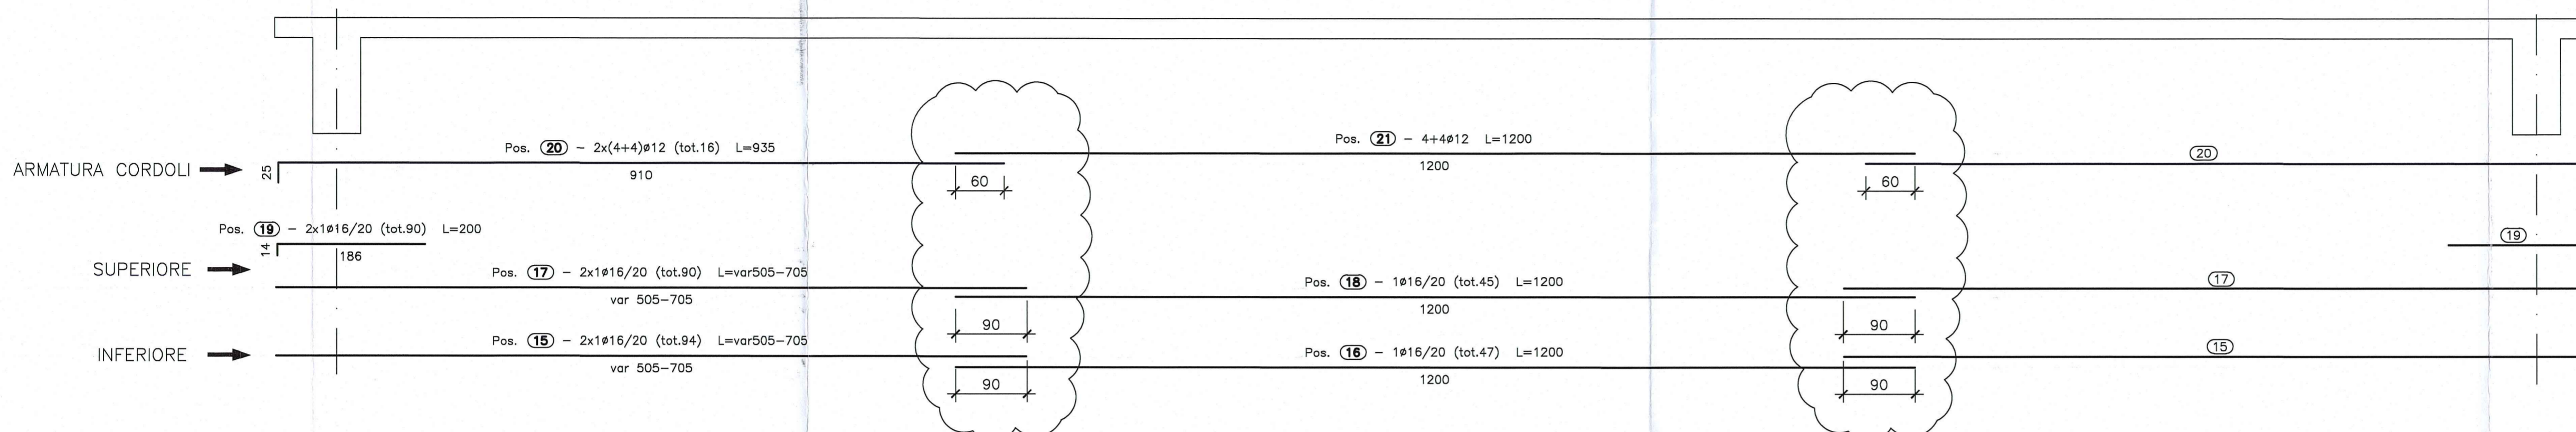 ARMATURA CORDOLI
25
Pos. 20 - 2x(4+4)ø12 (tot.16) L=935
910
60
Pos. 21 - 4+4ø12 L=1200
1200
60
20
SUPERIORE
Pos. 19 - 2x1ø16/20 (tot.90) L=200
14
186
19
Pos. 17 - 2x1ø16/20 (tot.90) L=var505-705
var 505-705
90
Pos. 18 - 1ø16/20 (tot.45) L=1200
1200
90
17
INFERIORE
Pos. 15 - 2x1ø16/20 (tot.94) L=var505-705
var 505-705
90
Pos. 16 - 1ø16/20 (tot.47) L=1200
1200
90
15